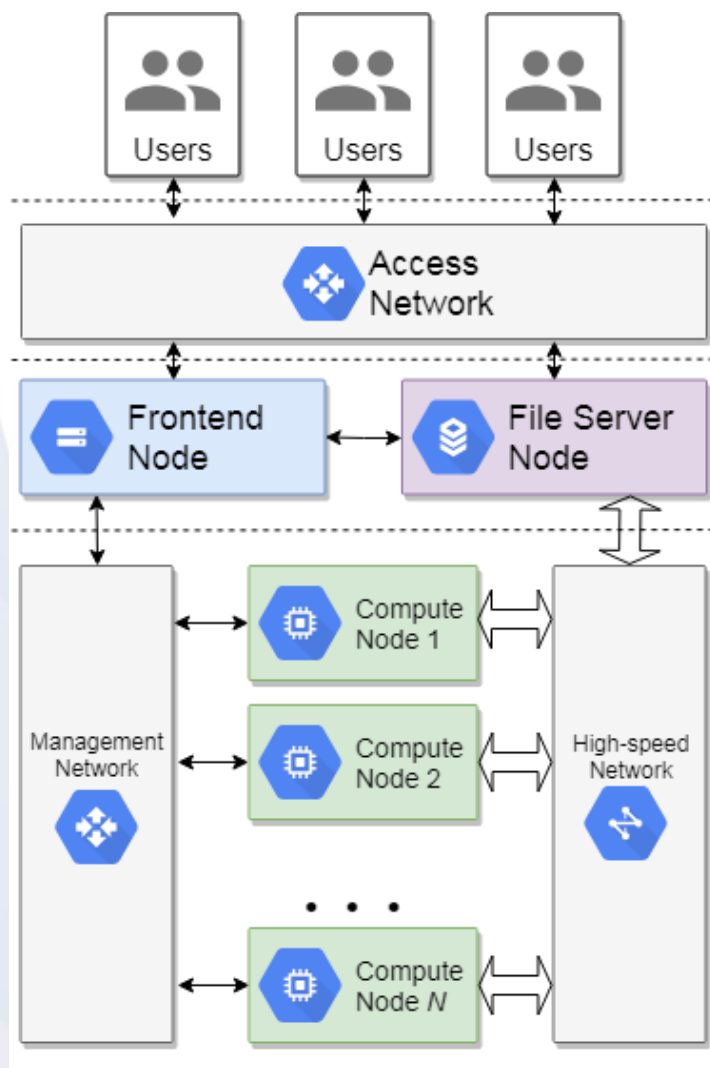 Users
Users
Users
Access
Network
Frontend
Node
File Server
Node
Compute
Node 1
Management
Network
Compute
Node 2
High-speed
Network
• • •
Compute
Node N